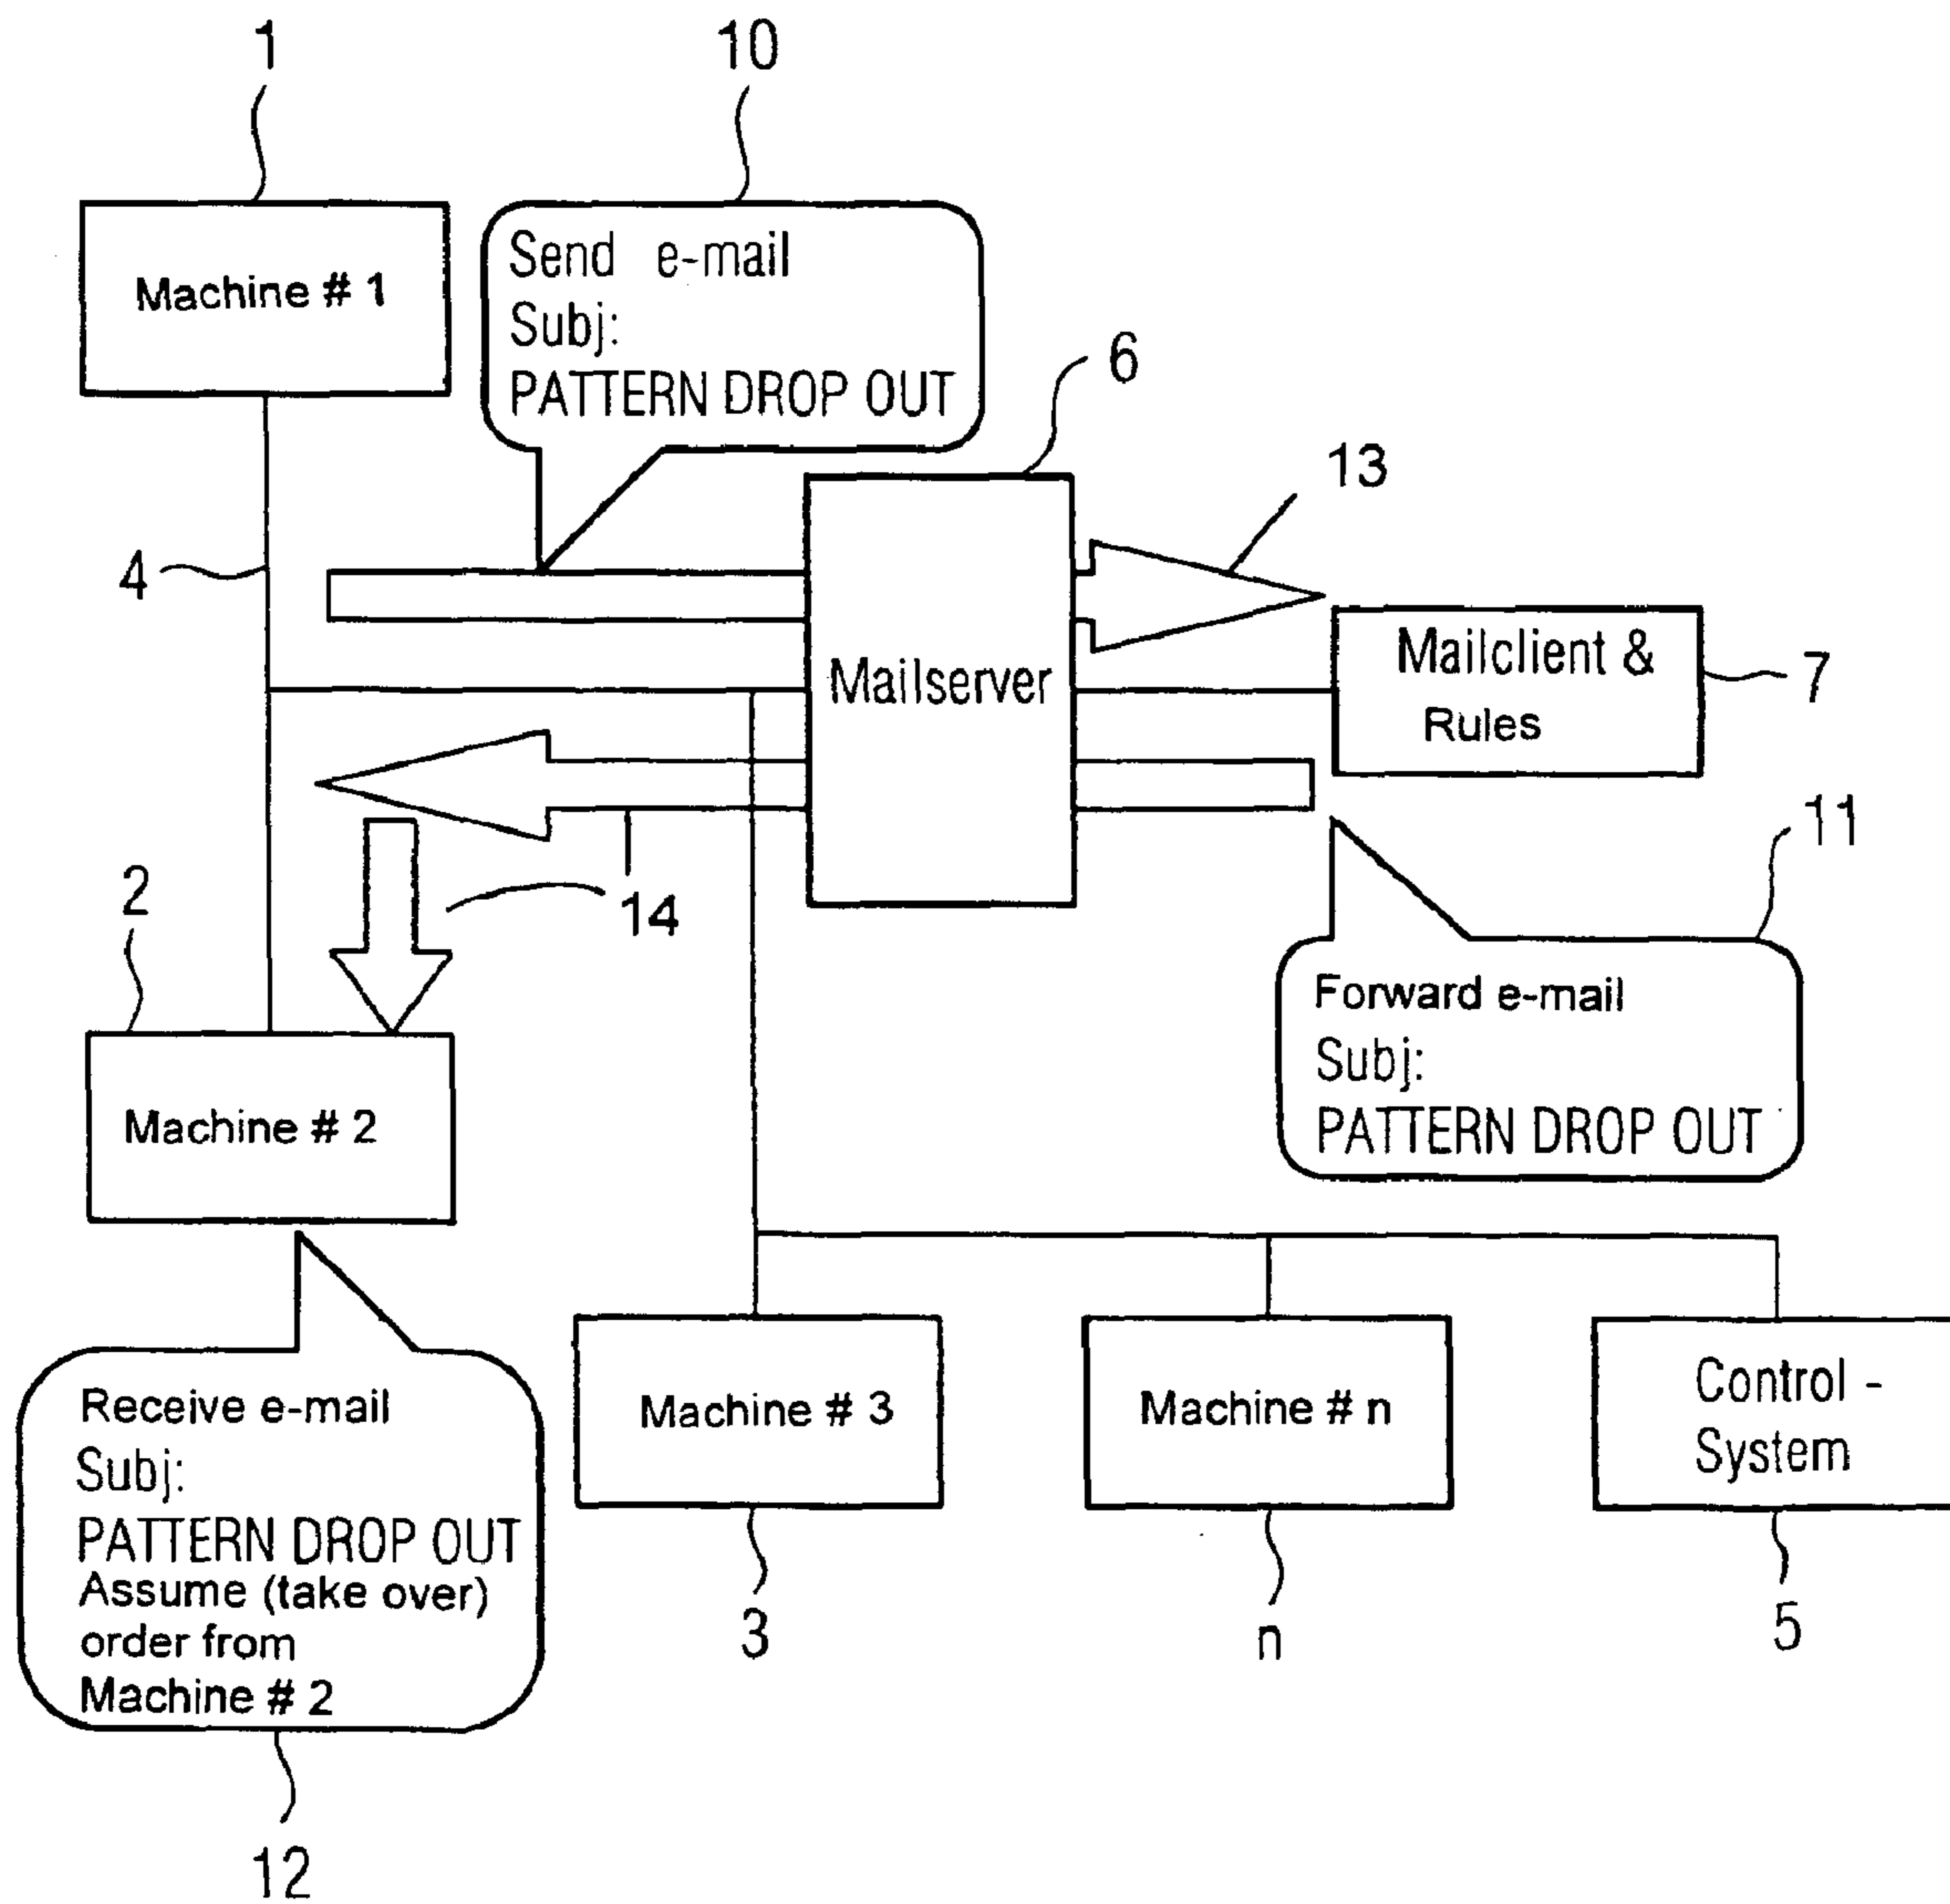 1
10
Machine # 1
Send e-mail
Subj:
PATTERN DROP OUT
6
13
4
Mailserver
Mailclient &
Rules
7
11
2
14
Forward e-mail
Subj:
PATTERN DROP OUT
Machine # 2
Receive e-mail
Subj:
PATTERN DROP OUT
Assume (take over)
order from
Machine # 2
Machine # 3
Machine # n
Control -
System
3
n
5
12